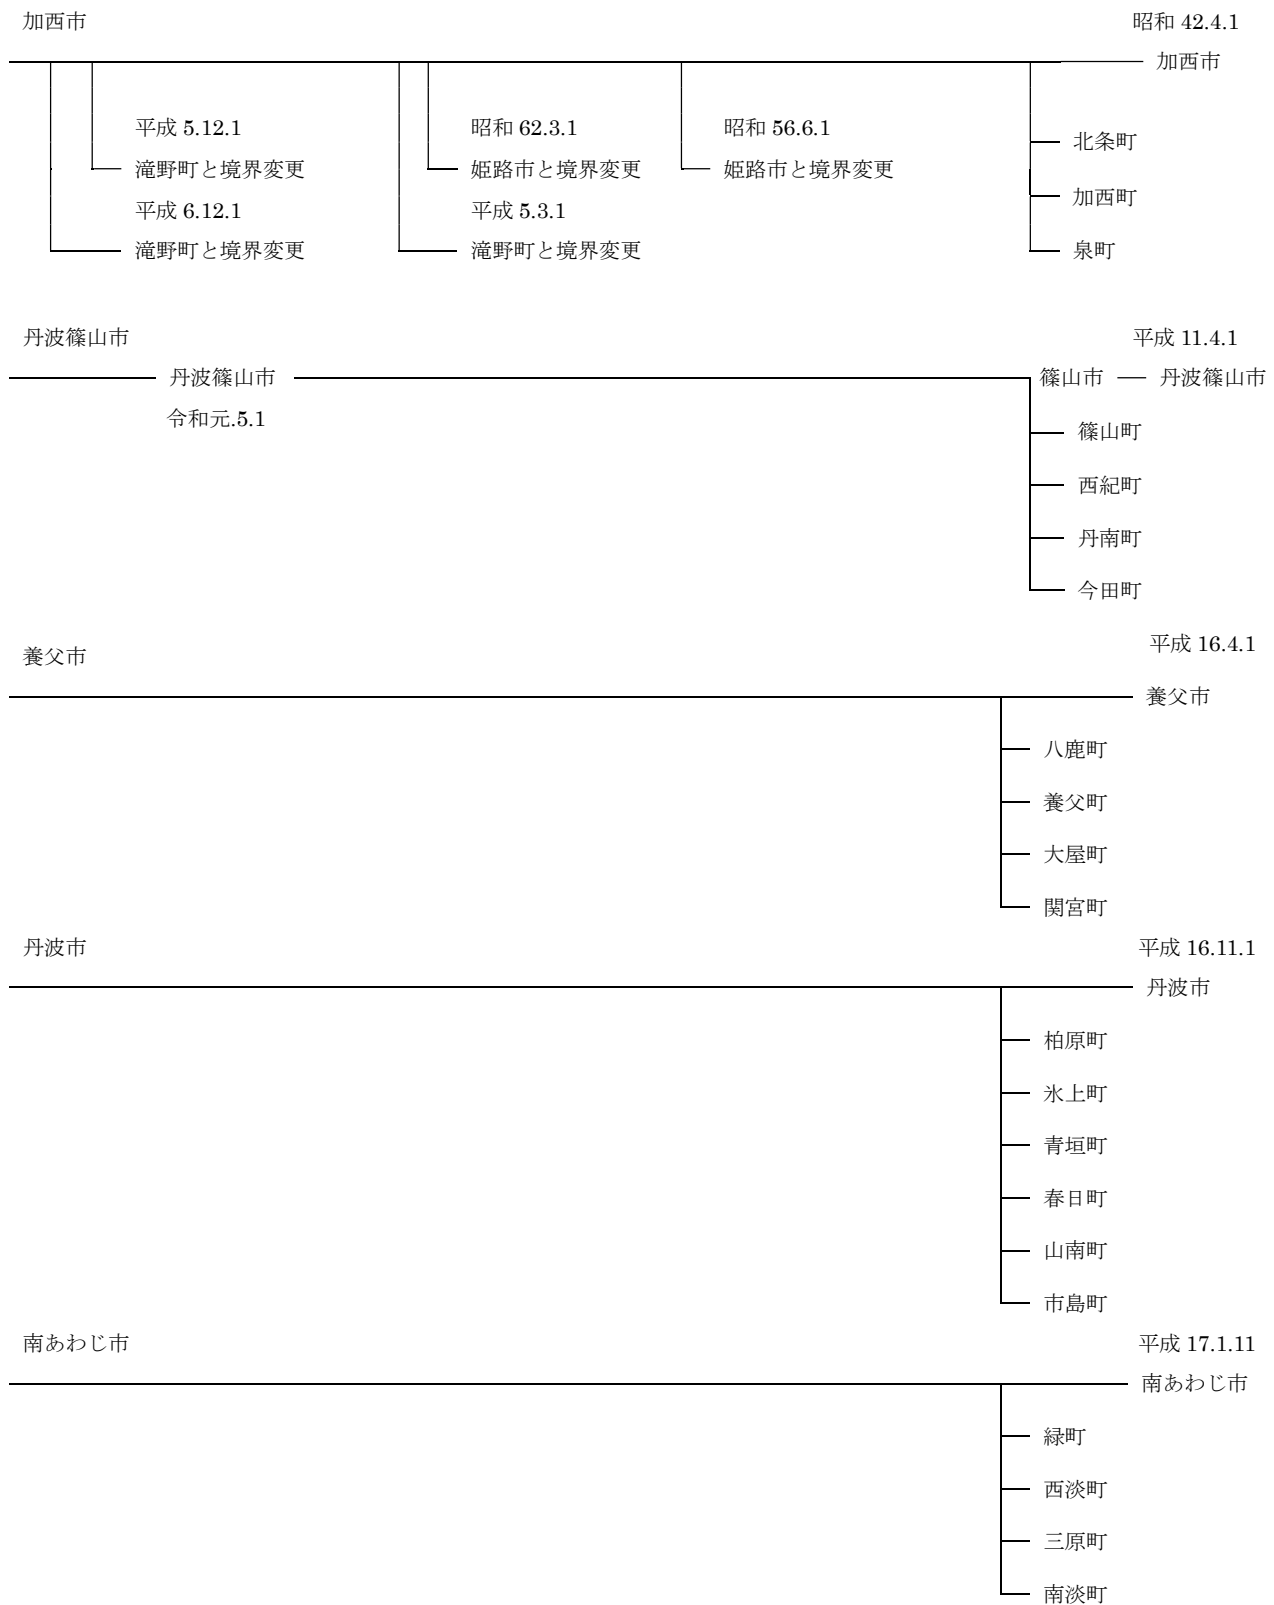 加西市 昭和 42.4.1
加西市
平成 5.12.1 昭和 62.3.1 昭和 56.6.1
北条町
滝野町と境界変更 姫路市と境界変更 姫路市と境界変更
加西町
平成 6.12.1 平成 5.3.1
滝野町と境界変更 滝野町と境界変更 泉町
丹波篠山市 平成 11.4.1
丹波篠山市 篠山市 丹波篠山市
令和元.5.1
篠山町
西紀町
丹南町
今田町
養父市 平成 16.4.1
養父市
八鹿町
養父町
大屋町
関宮町
丹波市 平成 16.11.1
丹波市
柏原町
氷上町
青垣町
春日町
山南町
市島町
南あわじ市 平成 17.1.11
南あわじ市
緑町
西淡町
三原町
南淡町